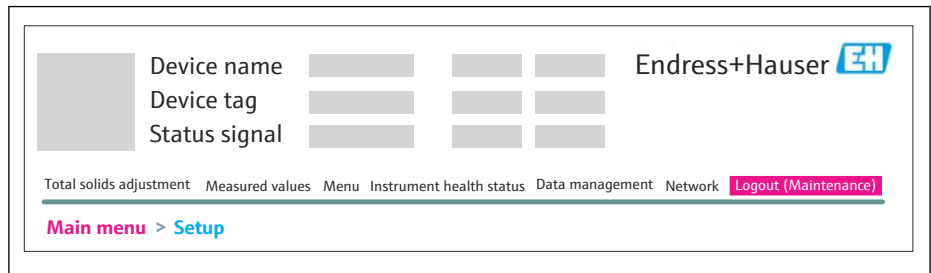 Device name
Endress+Hauser EH
Device tag
Status signal
Total solids adjustment Measured values Menu Instrument health status Data management Network Logout (Maintenance)
Main menu > Setup